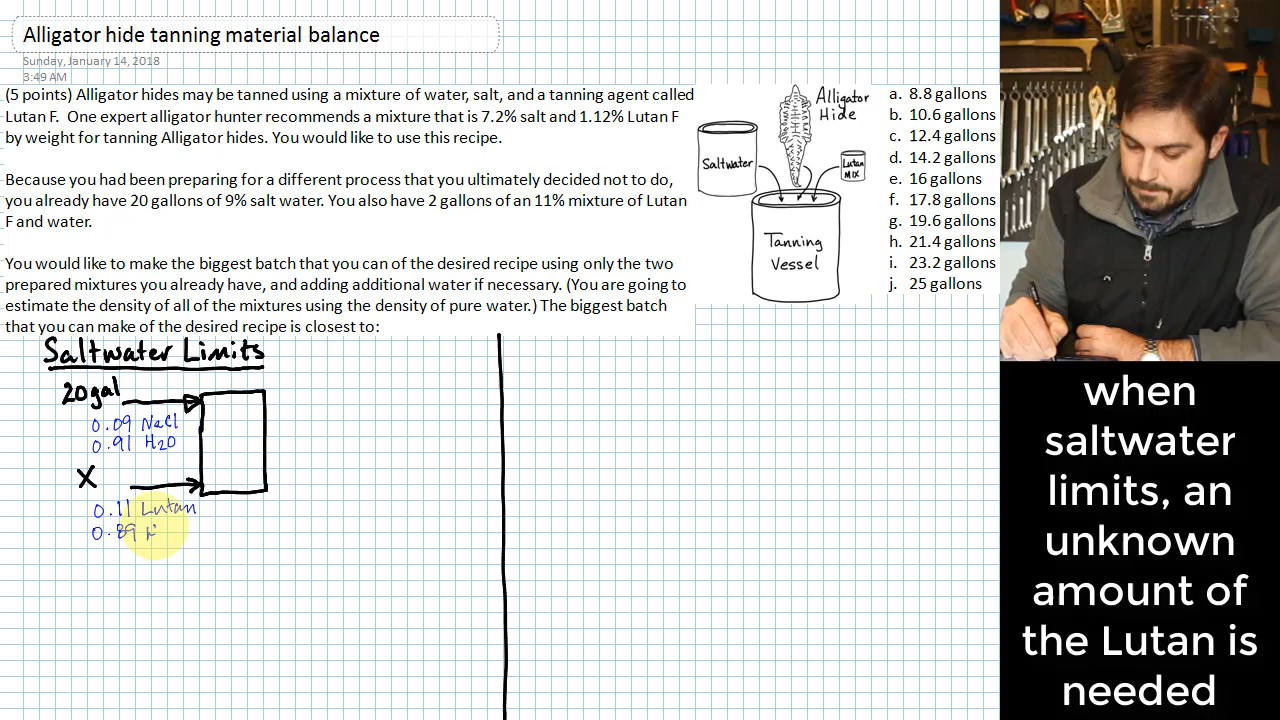 Alligator hide tanning material balance
Sunday, January 14, 2018
3:49 AM
(5 points) Alligator hides may be tanned using a mixture of water, salt, and a tanning agent called
Lutan F. One expert alligator hunter recommends a mixture that is 7.2% salt and 1.12% Lutan F
by weight for tanning Alligator hides. You would like to use this recipe.
Because you had been preparing for a different process that you ultimately decided not to do,
you already have 20 gallons of 9% salt water. You also have 2 gallons of an 11% mixture of Lutan
F and water.
You would like to make the biggest batch that you can of the desired recipe using only the two
prepared mixtures you already have, and adding additional water if necessary. (You are going to
estimate the density of all of the mixtures using the density of pure water.) The biggest batch
that you can make of the desired recipe is closest to:
Alligator
Hide
Saltwater
Lutan
MIX
Tanning
Vessel
a. 8.8 gallons
b. 10.6 gallons
c. 12.4 gallons
d. 14.2 gallons
e. 16 gallons
f. 17.8 gallons
g. 19.6 gallons
h. 21.4 gallons
i. 23.2 gallons
j. 25 gallons
Saltwater Limits
20gal
0.09 NaCl
0.91 H2O
X
0.11 Lutan
0.89
when
saltwater
limits, an
unknown
amount of
the Lutan is
needed